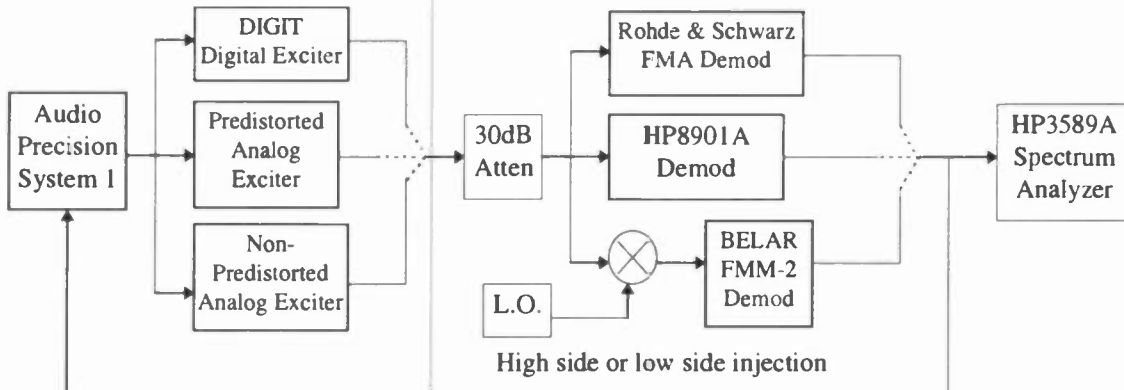 DIGIT
Digital Exciter
Rohde & Schwarz
FMA Demod
Audio
Precision
System 1
Predistorted
Analog
Exciter
30dB
Atten
HP8901A
Demod
HP3589A
Spectrum
Analyzer
Non-
Predistorted
Analog Exciter
BELAR
FMM-2
Demod
L.O.
High side or low side injection